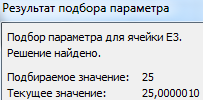 Результат подбора параметра
Подбор параметра для ячейки E3.
Решение найдено.
Подбираемое значение: 25
Текущее значение: 25,0000010